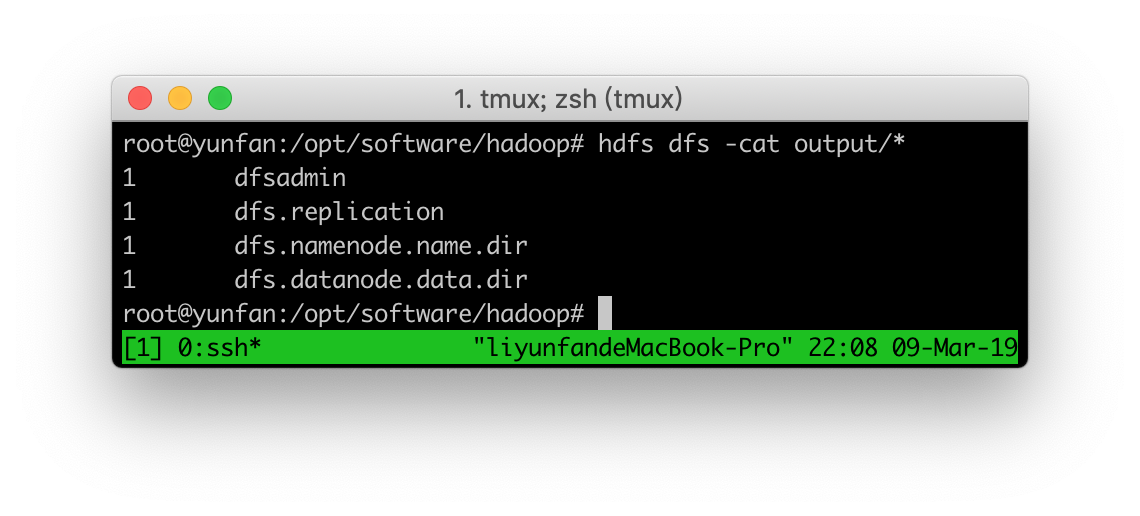 1. tmux; zsh (tmux)
root@yunfan:/opt/software/hadoop# hdfs dfs -cat output/*
1       dfsadmin
1       dfs.replication
1       dfs.namenode.name.dir
1       dfs.datanode.data.dir
root@yunfan:/opt/software/hadoop#
[1] 0:ssh*               "liyunfandeMacBook-Pro" 22:08 09-Mar-19